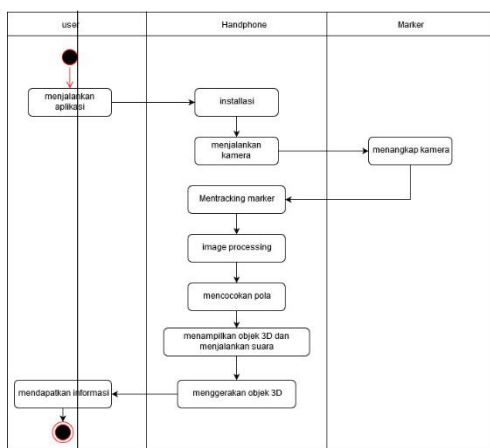 user
Handphone
Marker
menjalankan
aplikasi
installasi
menjalankan
kamera
menangkap kamera
Mentracking marker
image processing
mencocokan pola
menampilkan objek 3D dan
menjalankan suara
menggerakan objek 3D
mendapatkan informasi